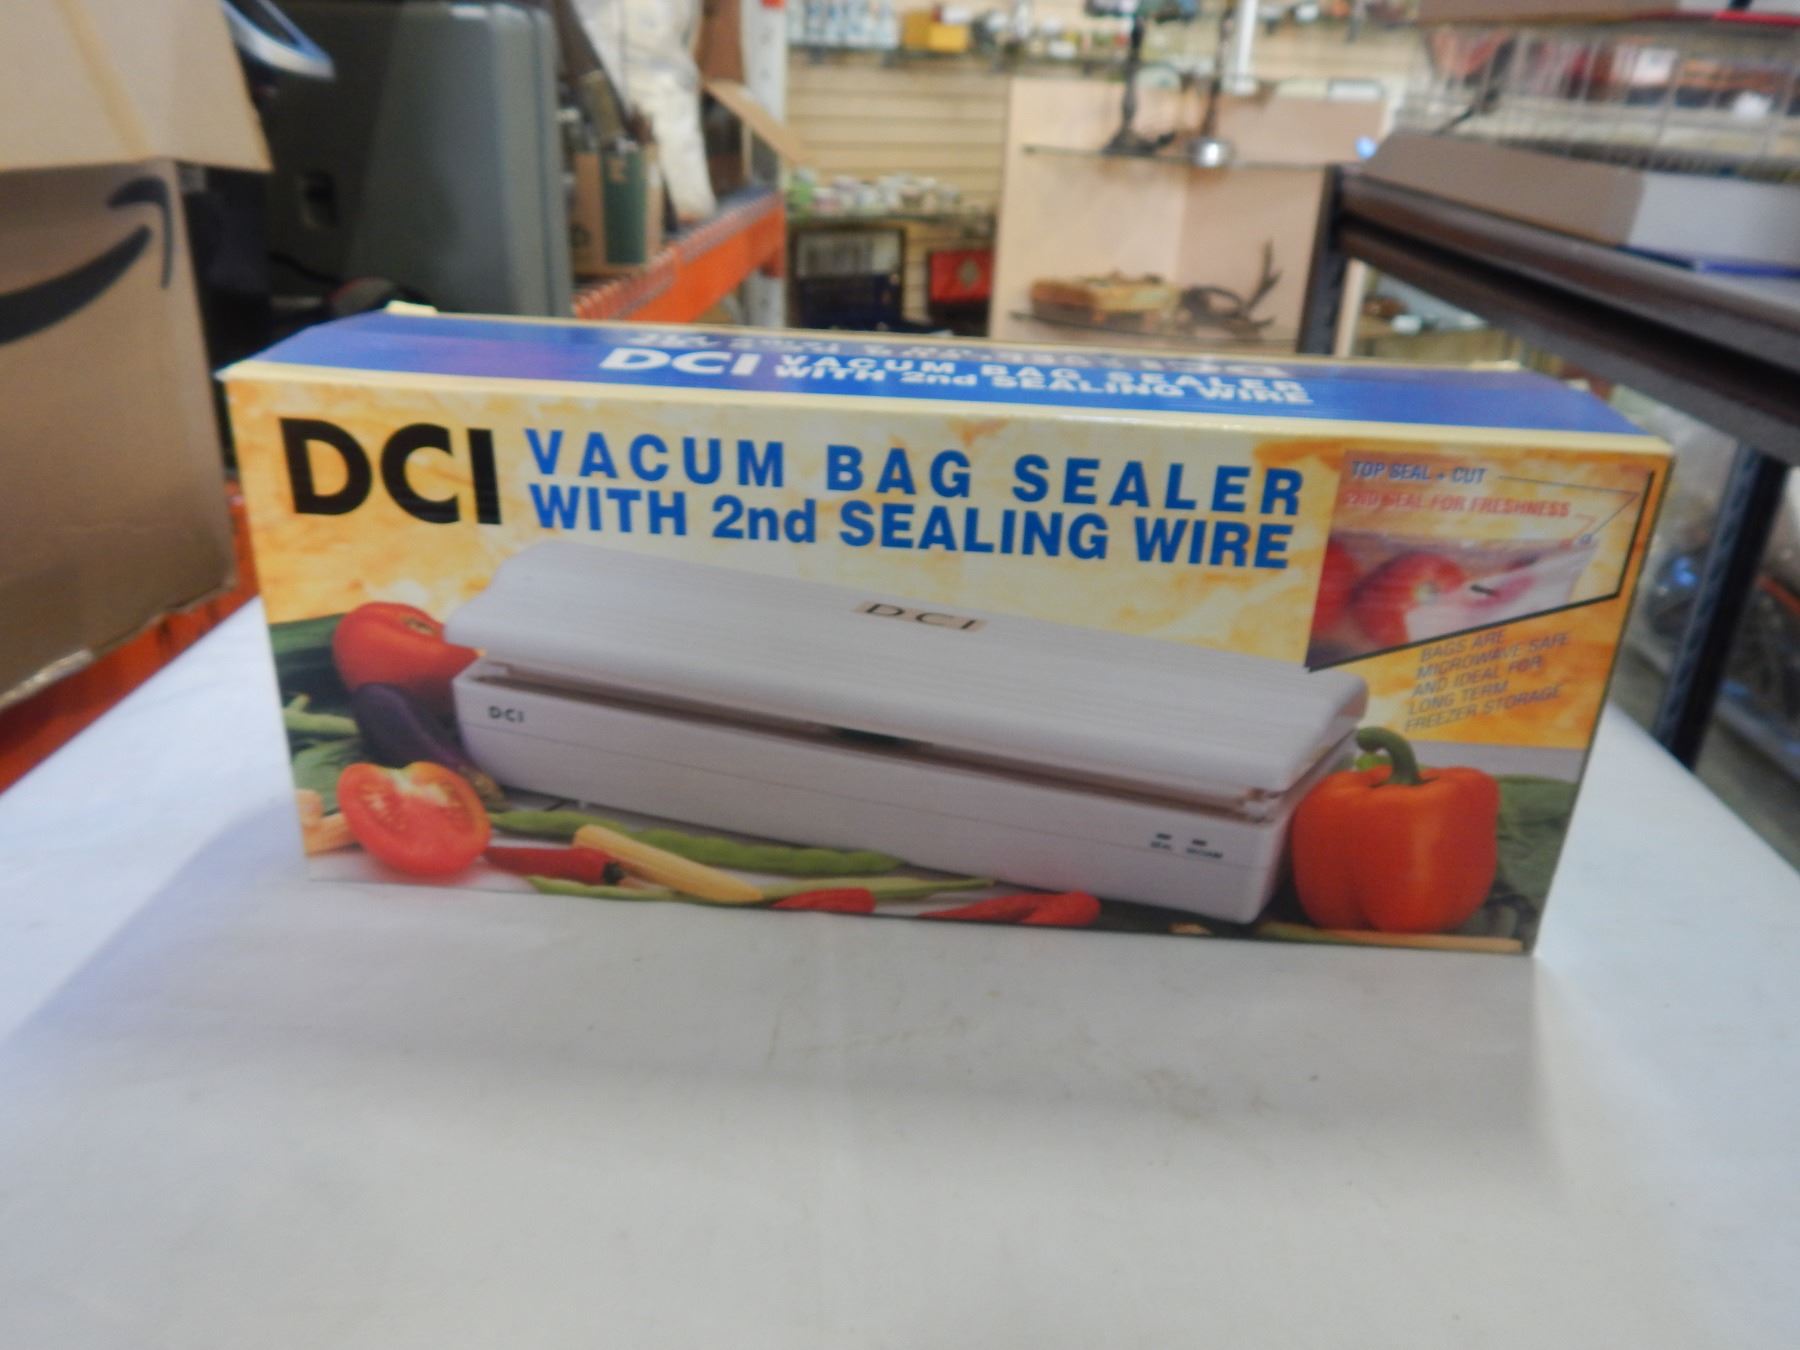 DCI VACUM BAG SEALER
WITH 2nd SEALING WIRE
DCI VACUM BAG SEALER
WITH 2nd SEALING WIRE
TOP SEAL + CUT
2ND SEAL FOR FRESHNESS
BAGS ARE
MICROWAVE SAFE
AND IDEAL FOR
LONG TERM
FREEZER STORAGE
DCI
DCI
SEAL